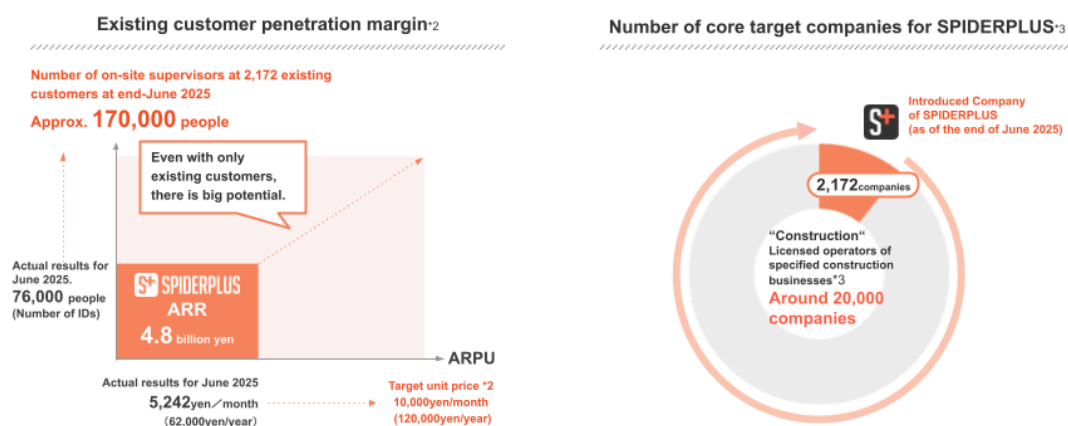 Existing customer penetration margin*2
Number of on-site supervisors at 2,172 existing
customers at end-June 2025
Approx. 170,000 people
Even with only
existing customers,
there is big potential.
Actual results for
June 2025.
76,000 people
(Number of IDs)
S+ SPIDERPLUS
ARR
4.8 billion yen
ARPU
Actual results for June 2025
5,242yen/month
(62,000yen/year)
Target unit price *2
10,000yen/month
(120,000yen/year)
Number of core target companies for SPIDERPLUS*3
S+
Introduced Company
of SPIDERPLUS
(as of the end of June 2025)
2,172companies
“Construction“
Licensed operators of
specified construction
businesses*3
Around 20,000
companies